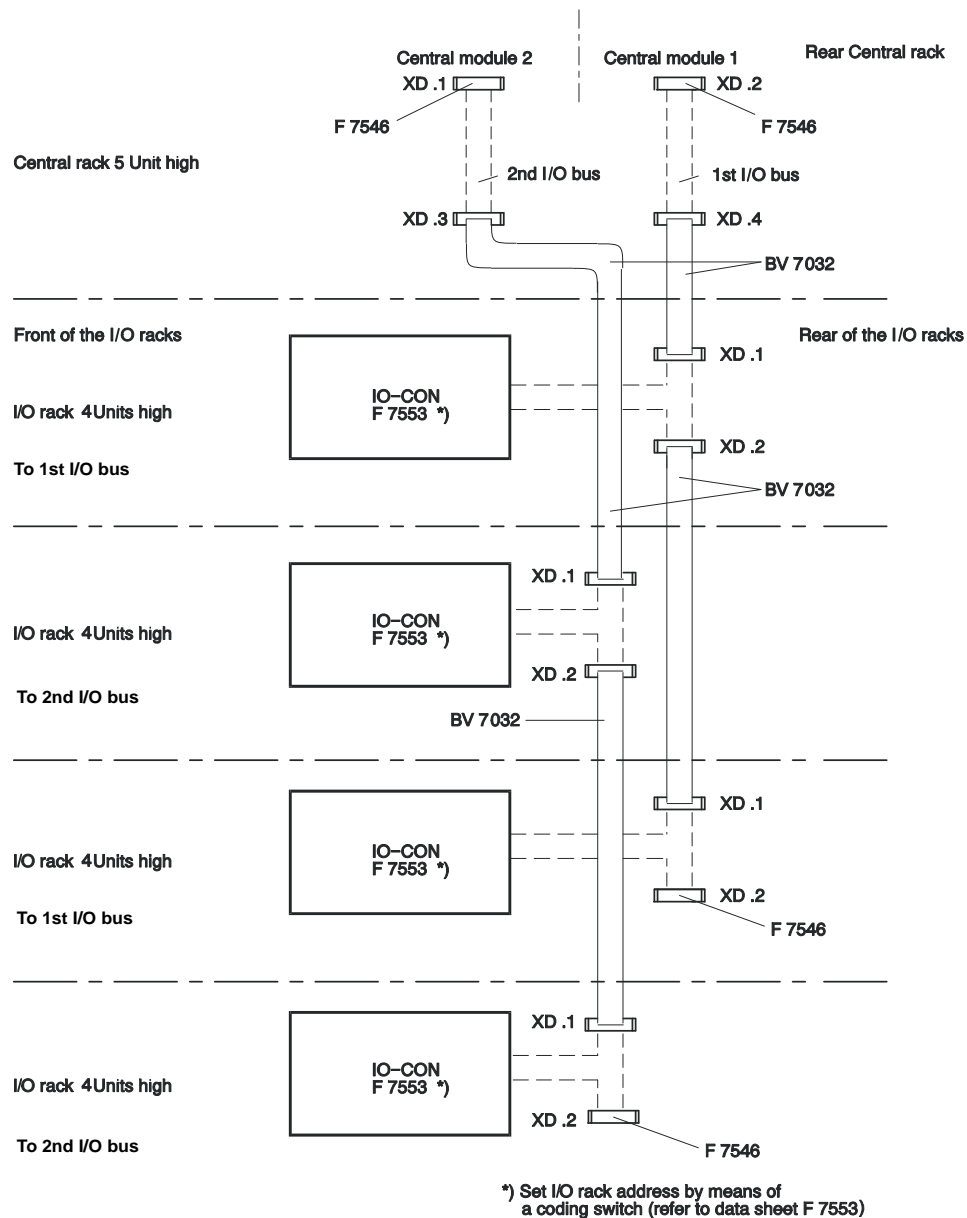 Central module 2
Central module 1
Rear Central rack
XD .1
XD .2
F 7546
F 7546
Central rack 5 Unit high
2nd I/O bus
1st I/O bus
XD .3
XD .4
BV 7032
Front of the I/O racks
Rear of the I/O racks
XD .1
IO-CON
F 7553 *)
I/O rack 4Units high
XD .2
To 1st I/O bus
BV 7032
XD .1
IO-CON
F 7553 *)
I/O rack 4Units high
XD .2
To 2nd I/O bus
BV 7032
XD .1
IO-CON
F 7553 *)
I/O rack 4Units high
XD .2
To 1st I/O bus
F 7546
XD .1
IO-CON
F 7553 *)
I/O rack 4Units high
XD .2
To 2nd I/O bus
F 7546
*) Set I/O rack address by means of
a coding switch (refer to data sheet F 7553)